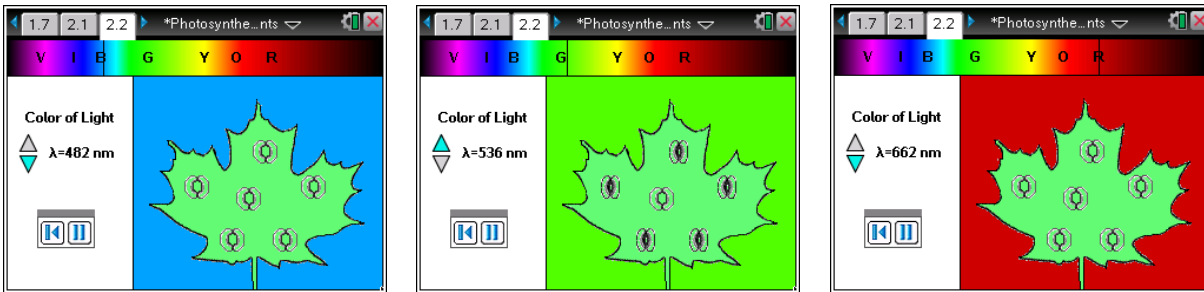 1.7 2.1 2.2 *Photosynthe...nts
V I B G Y O R
Color of Light
λ=482 nm
1.7 2.1 2.2 *Photosynthe...nts
V I B G Y O R
Color of Light
λ=536 nm
1.7 2.1 2.2 *Photosynthe...nts
V I B G Y O R
Color of Light
λ=662 nm